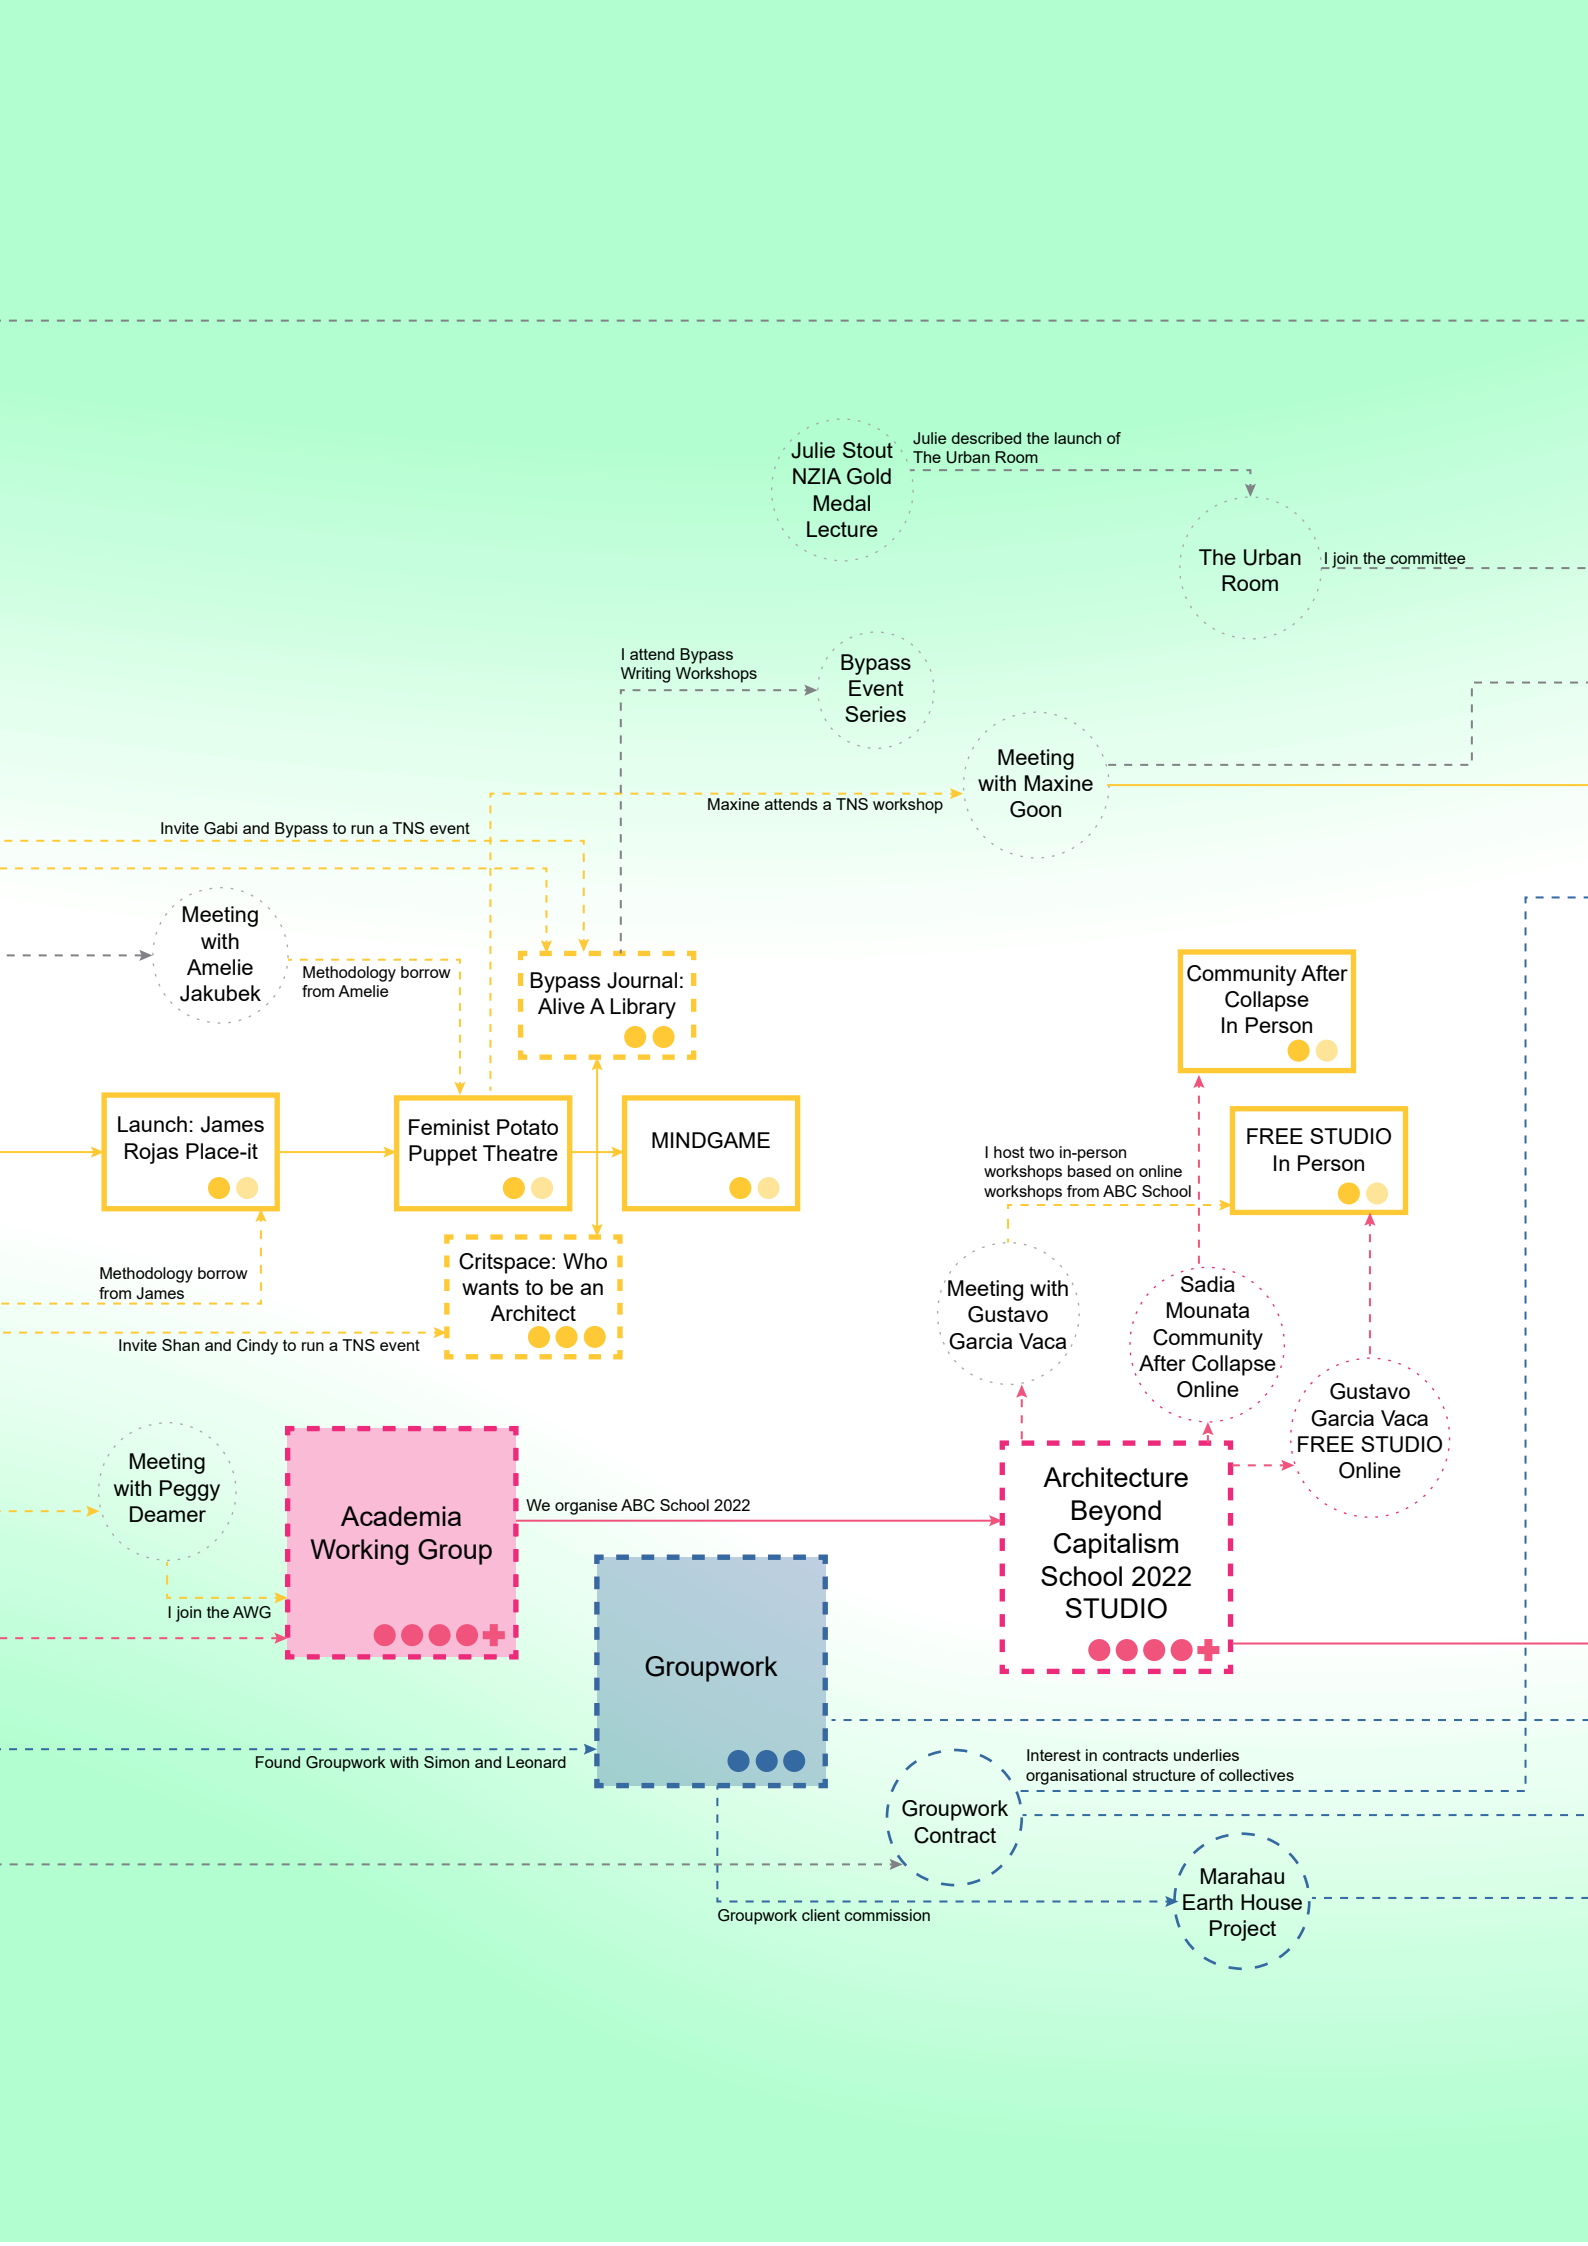 Julie Stout
NZIA Gold
Medal
Lecture
Julie described the launch of
The Urban Room
The Urban
Room
I join the committee
I attend Bypass
Writing Workshops
Bypass
Event
Series
Meeting
with Maxine
Goon
Maxine attends a TNS workshop
Invite Gabi and Bypass to run a TNS event
Meeting
with
Amelie
Jakubek
Methodology borrow
from Amelie
Bypass Journal:
Alive A Library
Community After
Collapse
In Person
Launch: James
Rojas Place-it
Feminist Potato
Puppet Theatre
MINDGAME
FREE STUDIO
In Person
I host two in-person
workshops based on online
workshops from ABC School
Methodology borrow
from James
Critspace: Who
wants to be an
Architect
Invite Shan and Cindy to run a TNS event
Meeting with
Gustavo
Garcia Vaca
Sadia
Mounata
Community
After Collapse
Online
Gustavo
Garcia Vaca
FREE STUDIO
Online
Meeting
with Peggy
Deamer
I join the AWG
Academia
Working Group
We organise ABC School 2022
Architecture
Beyond
Capitalism
School 2022
STUDIO
Groupwork
Found Groupwork with Simon and Leonard
Interest in contracts underlies
organisational structure of collectives
Groupwork
Contract
Marahau
Earth House
Project
Groupwork client commission